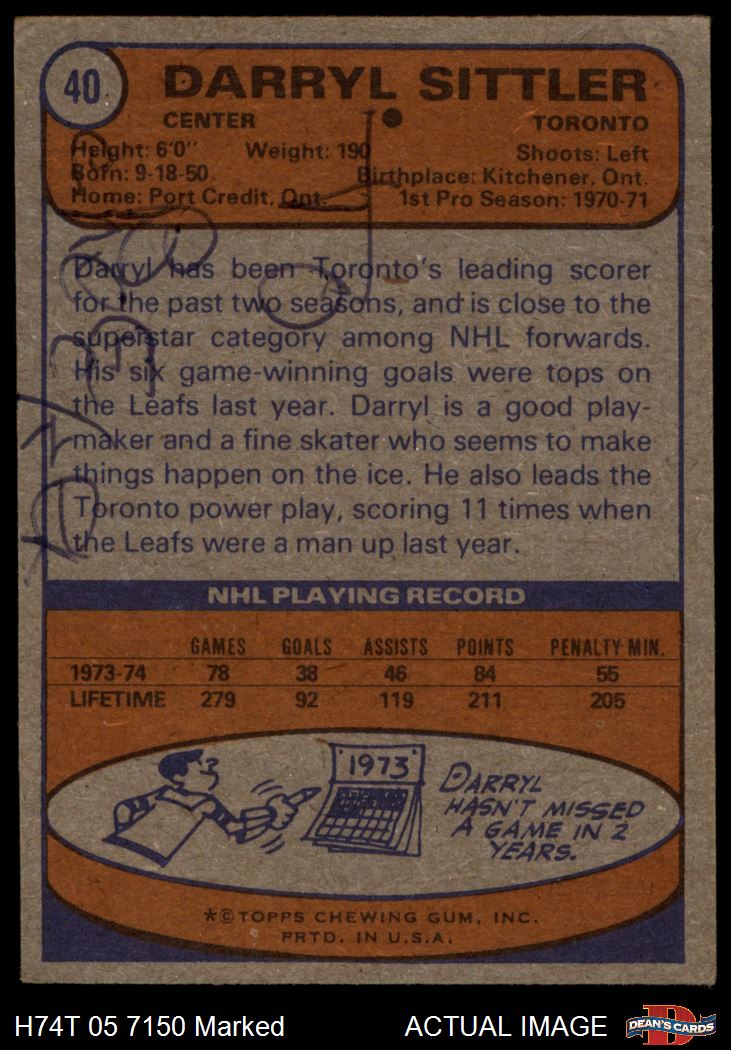 40
DARRYL SITTLER
CENTER TORONTO
Height: 6'0" Weight: 190 Shoots: Left
Born: 9-18-50 Birthplace: Kitchener, Ont.
Home: Port Credit, Ont. 1st Pro Season: 1970-71
Darryl has been Toronto's leading scorer
for the past two seasons, and is close to the
superstar category among NHL forwards.
His six game-winning goals were tops on
the Leafs last year. Darryl is a good play-
maker and a fine skater who seems to make
things happen on the ice. He also leads the
Toronto power play, scoring 11 times when
the Leafs were a man up last year.
NHL PLAYING RECORD
GAMES GOALS ASSISTS POINTS PENALTY MIN.
1973-74 78 38 46 84 55
LIFETIME 279 92 119 211 205
1973
DARRYL
HASN'T MISSED
A GAME IN 2
YEARS.
*©TOPPS CHEWING GUM, INC.
PRTD. IN U.S.A.
H74T 05 7150 Marked ACTUAL IMAGE DEAN'S CARDS